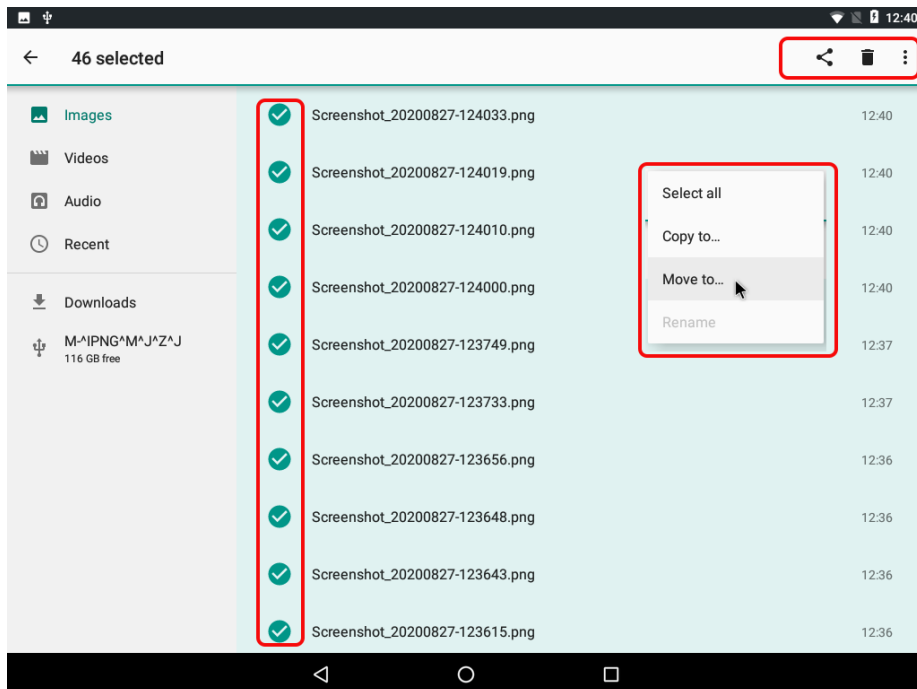 12:40
46 selected
Images
Videos
Audio
Recent
Downloads
M-^IPNG^M^J^Z^J
116 GB free
Screenshot_20200827-124033.png 12:40
Screenshot_20200827-124019.png 12:40
Screenshot_20200827-124010.png 12:40
Screenshot_20200827-124000.png 12:40
Screenshot_20200827-123749.png 12:37
Screenshot_20200827-123733.png 12:37
Screenshot_20200827-123656.png 12:36
Screenshot_20200827-123648.png 12:36
Screenshot_20200827-123643.png 12:36
Screenshot_20200827-123615.png 12:36
Select all
Copy to...
Move to...
Rename